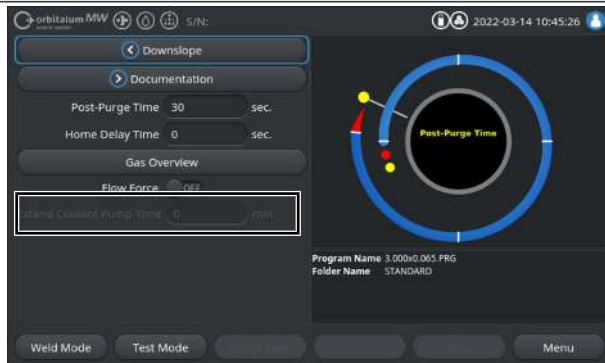 orbitalum MW S/N: 2022-03-14 10:45:26
Downslope
Documentation
Post-Purge Time 30 sec.
Home Delay Time 0 sec.
Gas Overview
Flow Force OFF
Extend Coolant Pump Time 0 min
Post-Purge Time
Program Name 3.000x0.065.PRG
Folder Name STANDARD
Weld Mode Test Mode Menu